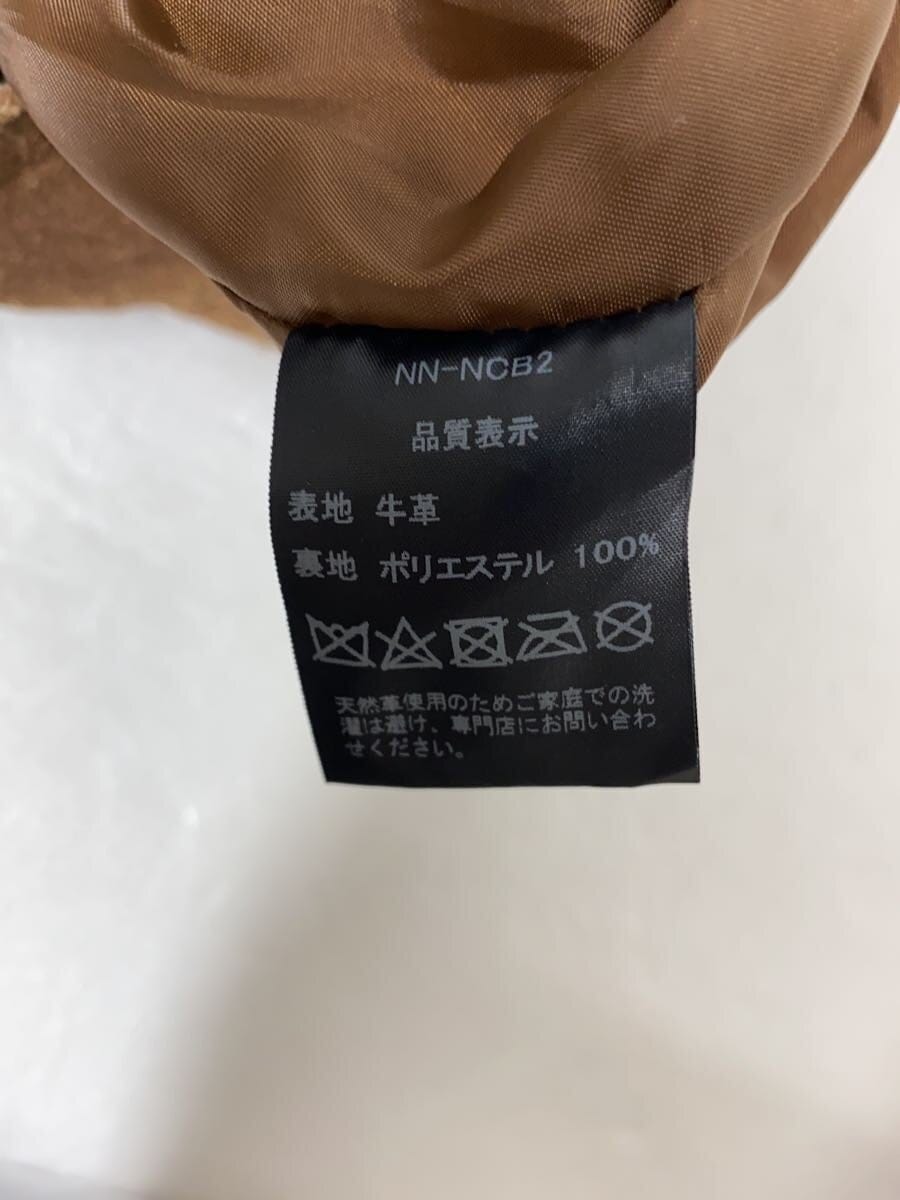 NN-NCB2
品質表示
表地 牛革
裏地 ポリエステル 100%
天然革使用のためご家庭での洗
濯は避け、専門店にお問い合わ
せください。